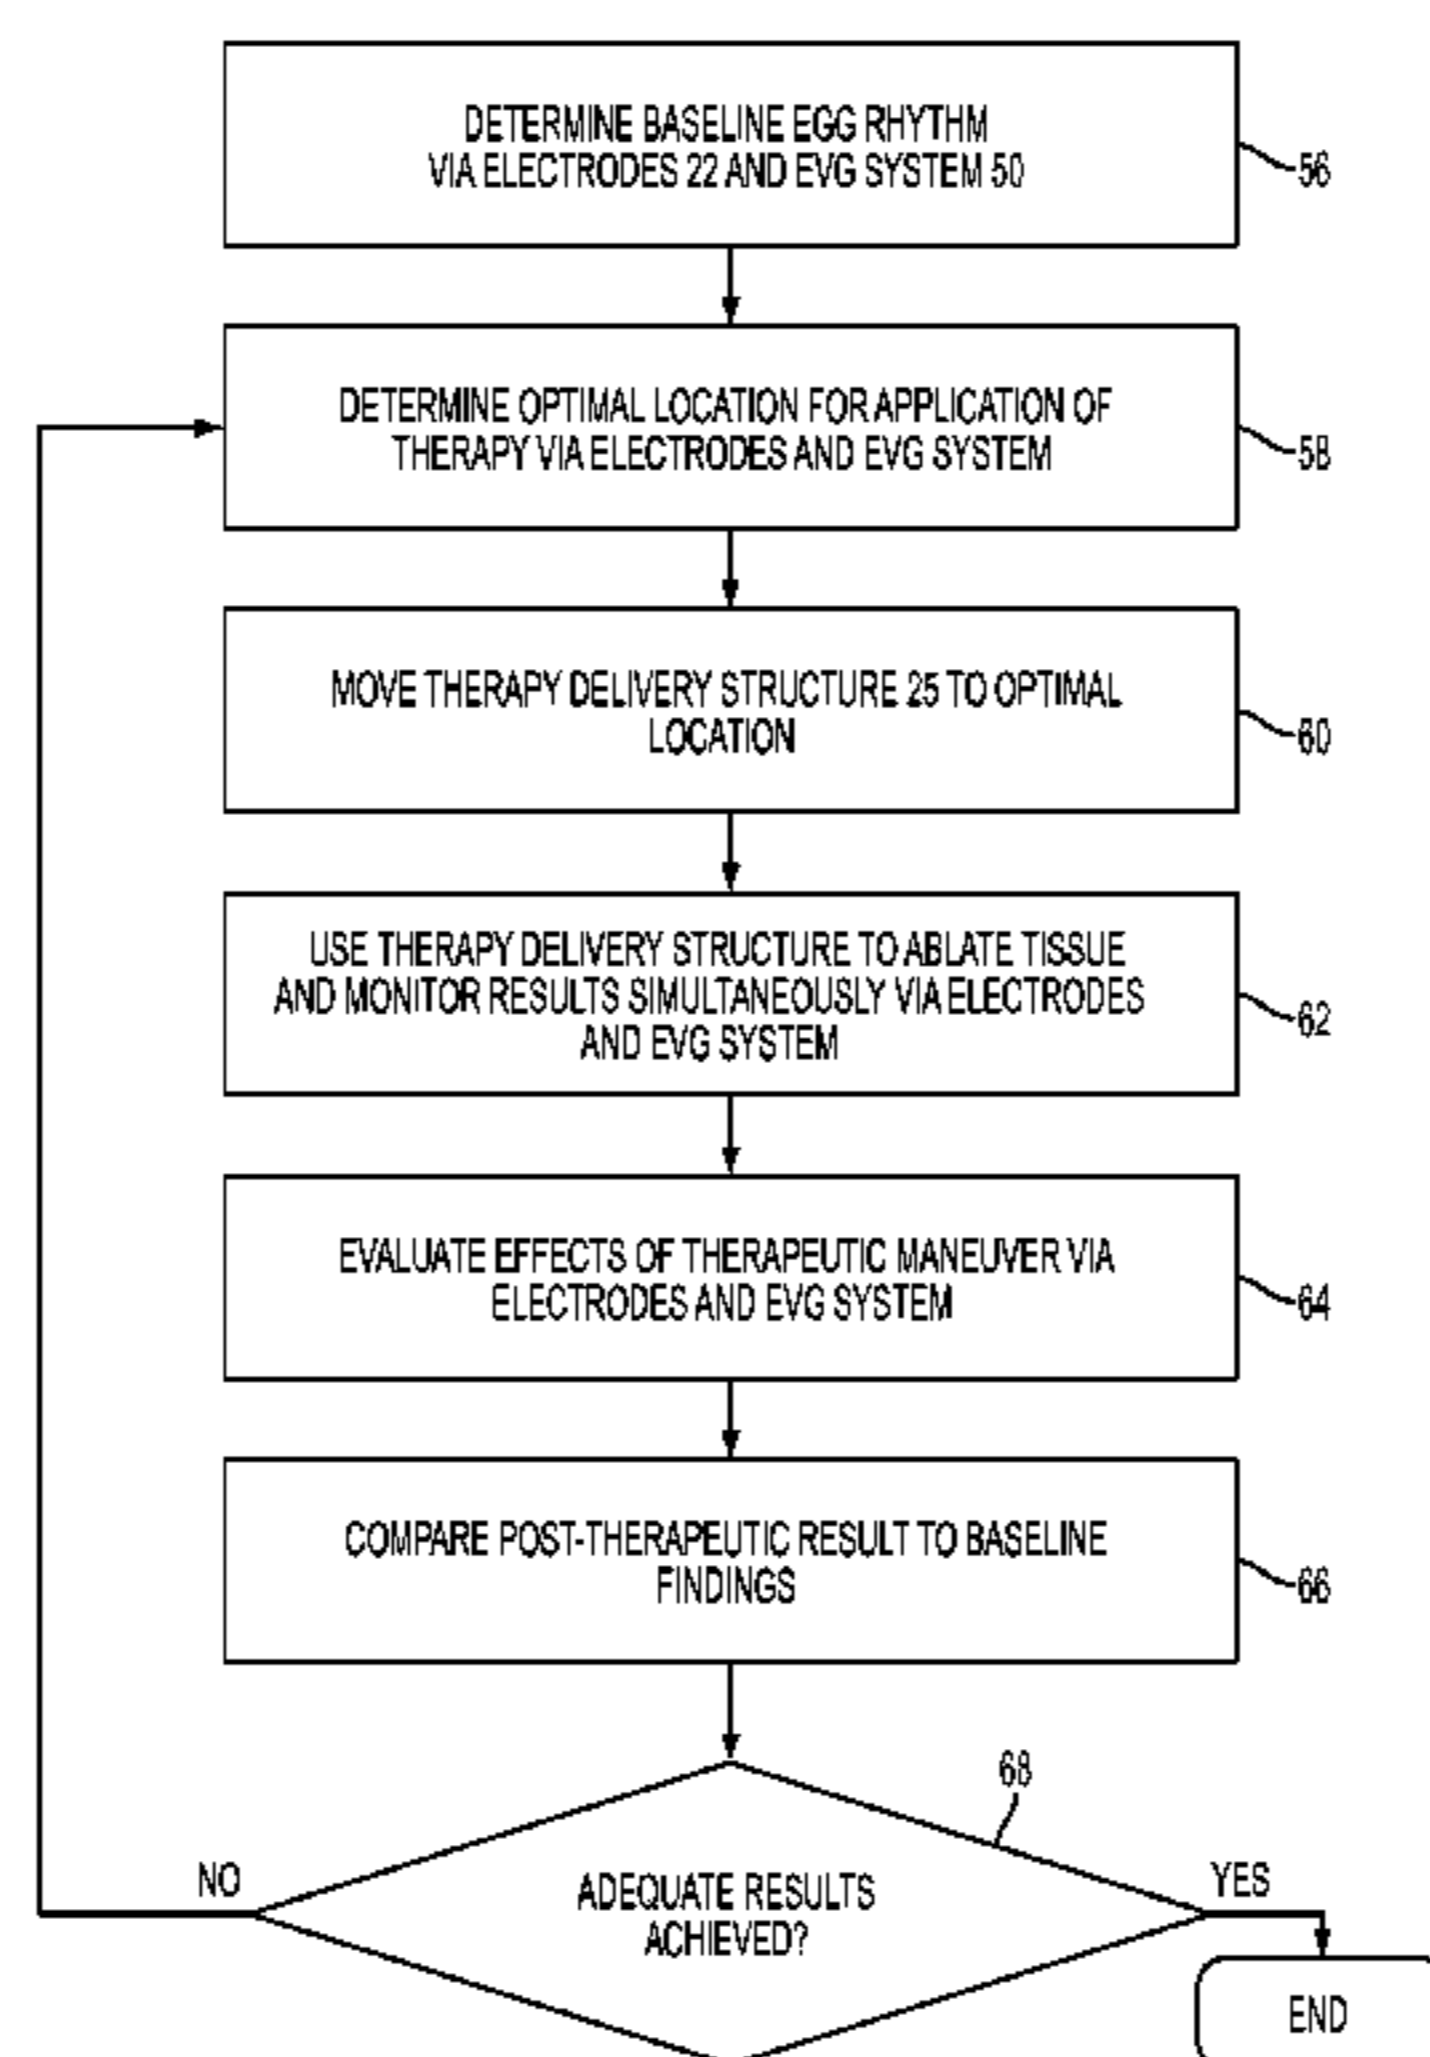 DETERMINE BASELINE EGG RHYTHM
VIA ELECTRODES 22 AND EVG SYSTEM 50
56
DETERMINE OPTIMAL LOCATION FOR APPLICATION OF
THERAPY VIA ELECTRODES AND EVG SYSTEM
58
MOVE THERAPY DELIVERY STRUCTURE 25 TO OPTIMAL
LOCATION
60
USE THERAPY DELIVERY STRUCTURE TO ABLATE TISSUE
AND MONITOR RESULTS SIMULTANEOUSLY VIA ELECTRODES
AND EVG SYSTEM
62
EVALUATE EFFECTS OF THERAPEUTIC MANEUVER VIA
ELECTRODES AND EVG SYSTEM
64
COMPARE POST-THERAPEUTIC RESULT TO BASELINE
FINDINGS
66
68
NO
ADEQUATE RESULTS
ACHIEVED?
YES
END